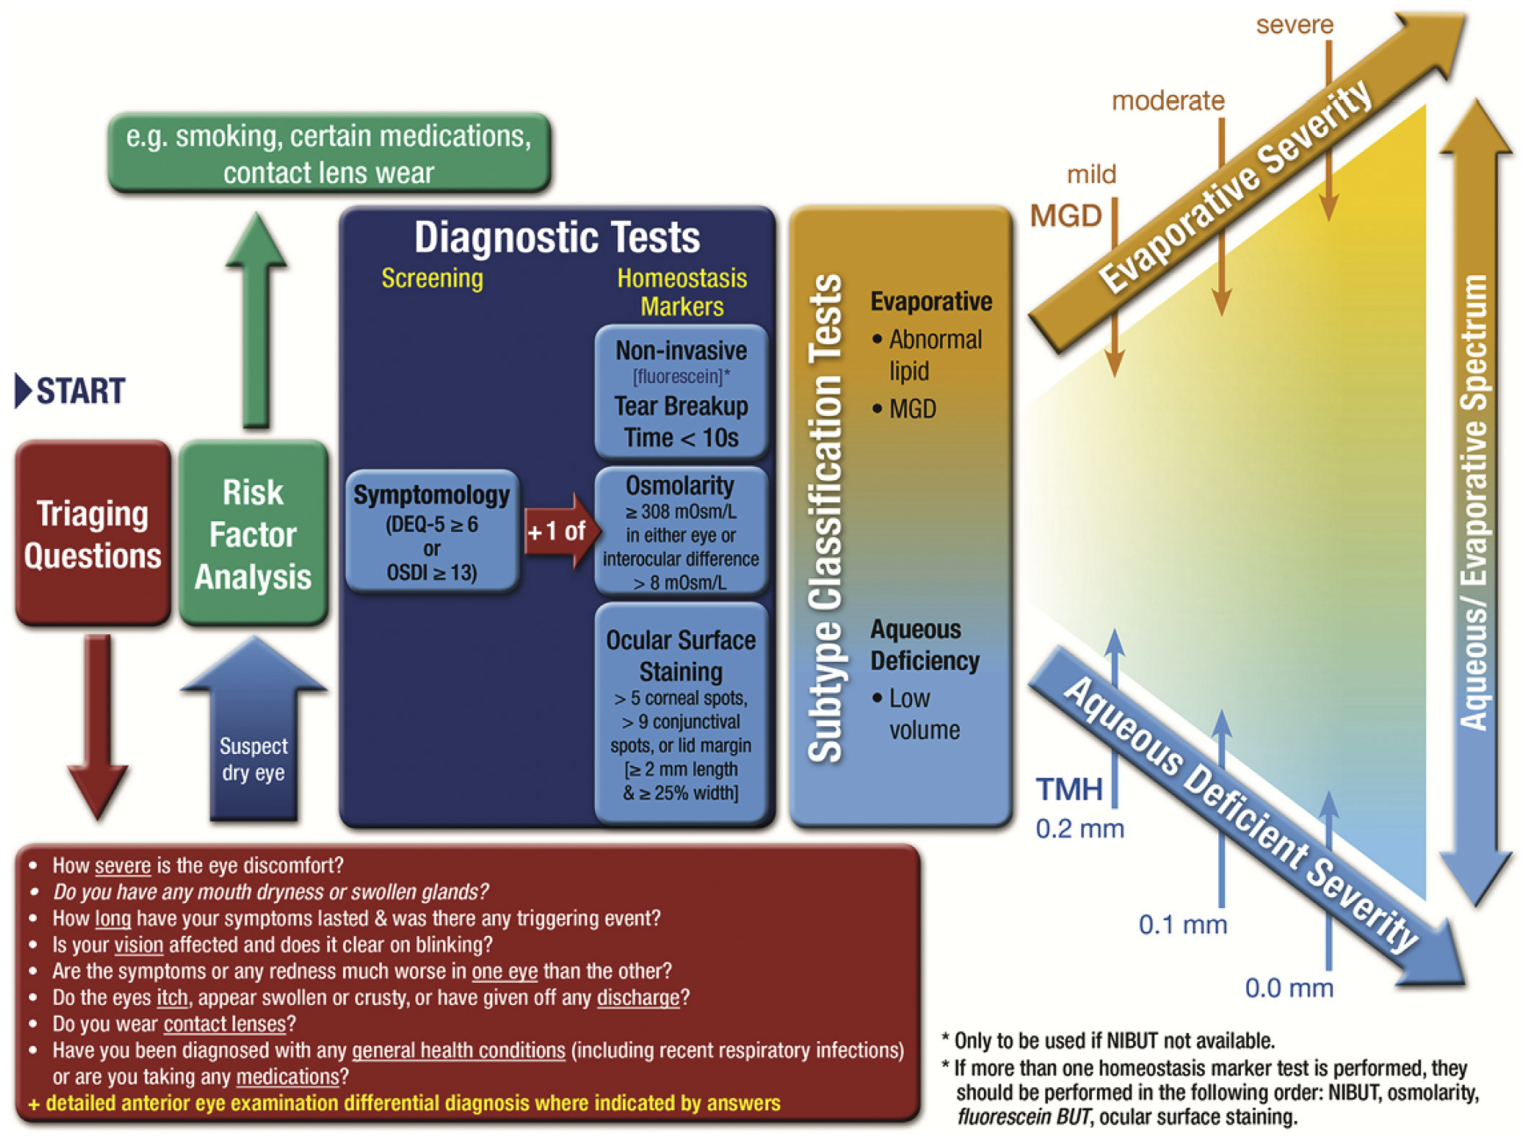 START
Triaging
Questions
Risk
Factor
Analysis
e.g. smoking, certain medications,
contact lens wear
Suspect
dry eye
• How severe is the eye discomfort?
• Do you have any mouth dryness or swollen glands?
• How long have your symptoms lasted & was there any triggering event?
• Is your vision affected and does it clear on blinking?
• Are the symptoms or any redness much worse in one eye than the other?
• Do the eyes itch, appear swollen or crusty, or have given off any discharge?
• Do you wear contact lenses?
• Have you been diagnosed with any general health conditions (including recent respiratory infections)
or are you taking any medications?
+ detailed anterior eye examination differential diagnosis where indicated by answers
Diagnostic Tests
Screening
Symptomology
(DEQ-5 ≥ 6
or
OSDI ≥ 13)
+ 1 of
Homeostasis
Markers
Non-invasive
[fluorescein]*
Tear Breakup
Time < 10s
Osmolarity
≥ 308 mOsm/L
in either eye or
interocular difference
> 8 mOsm/L
Ocular Surface
Staining
> 5 corneal spots,
> 9 conjunctival
spots, or lid margin
[≥ 2 mm length
& ≥ 25% width]
Subtype Classification Tests
Evaporative
• Abnormal
lipid
• MGD
Aqueous
Deficiency
• Low
volume
severe
moderate
mild
MGD
Evaporative Severity
Aqueous/ Evaporative Spectrum
Aqueous Deficient Severity
TMH
0.2 mm
0.1 mm
0.0 mm
* Only to be used if NIBUT not available.
* If more than one homeostasis marker test is performed, they
should be performed in the following order: NIBUT, osmolarity,
fluorescein BUT, ocular surface staining.